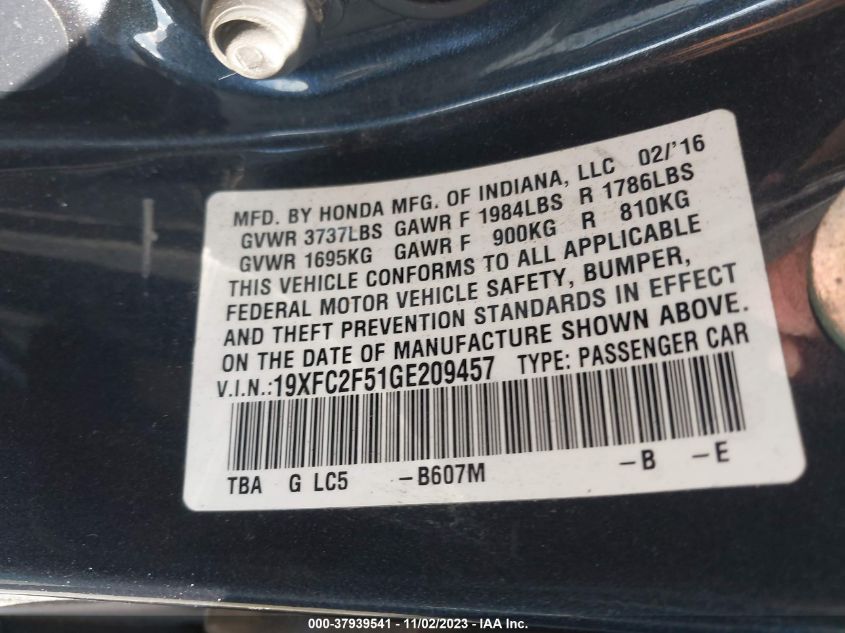 MFD. BY HONDA MFG. OF INDIANA, LLC 02/'16
GVWR 3737LBS GAWR F 1984LBS R 1786LBS
GVWR 1695KG GAWR F 900KG R 810KG
THIS VEHICLE CONFORMS TO ALL APPLICABLE
FEDERAL MOTOR VEHICLE SAFETY, BUMPER,
AND THEFT PREVENTION STANDARDS IN EFFECT
ON THE DATE OF MANUFACTURE SHOWN ABOVE.
V.I.N.:19XFC2F51GE209457 TYPE: PASSENGER CAR
TBA G LC5 -B607M -B -E
000-37939541 - 11/02/2023 - IAA Inc.